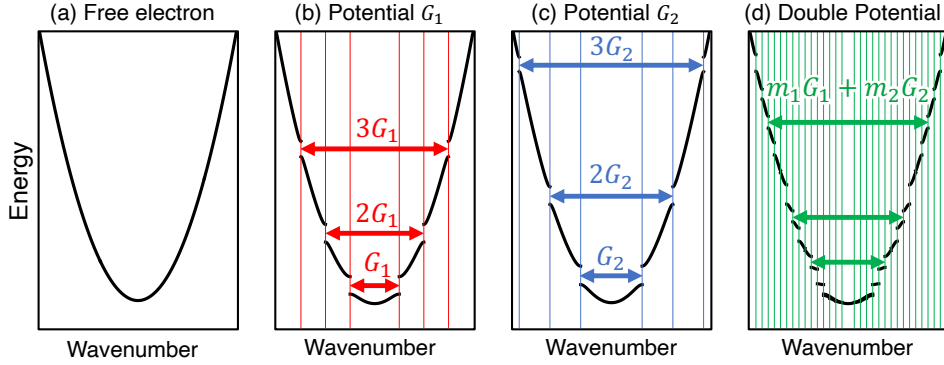 (a) Free electron
(b) Potential G₁
(c) Potential G₂
(d) Double Potential
Energy
3G₁
2G₁
G₁
3G₂
2G₂
G₂
m₁G₁ + m₂G₂
Wavenumber
Wavenumber
Wavenumber
Wavenumber